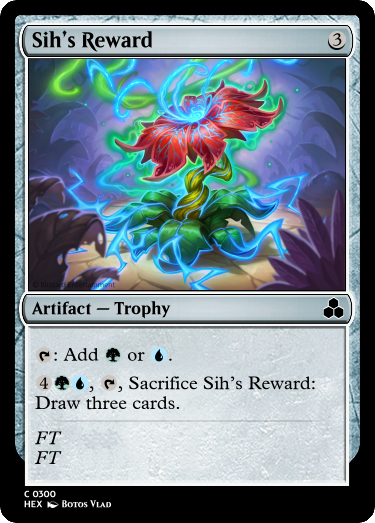 Sih's Reward 3
Artifact — Trophy
: Add or .
4 , , Sacrifice Sih's Reward:
Draw three cards.
FT
FT
C 0300
HEX Botos Vlad